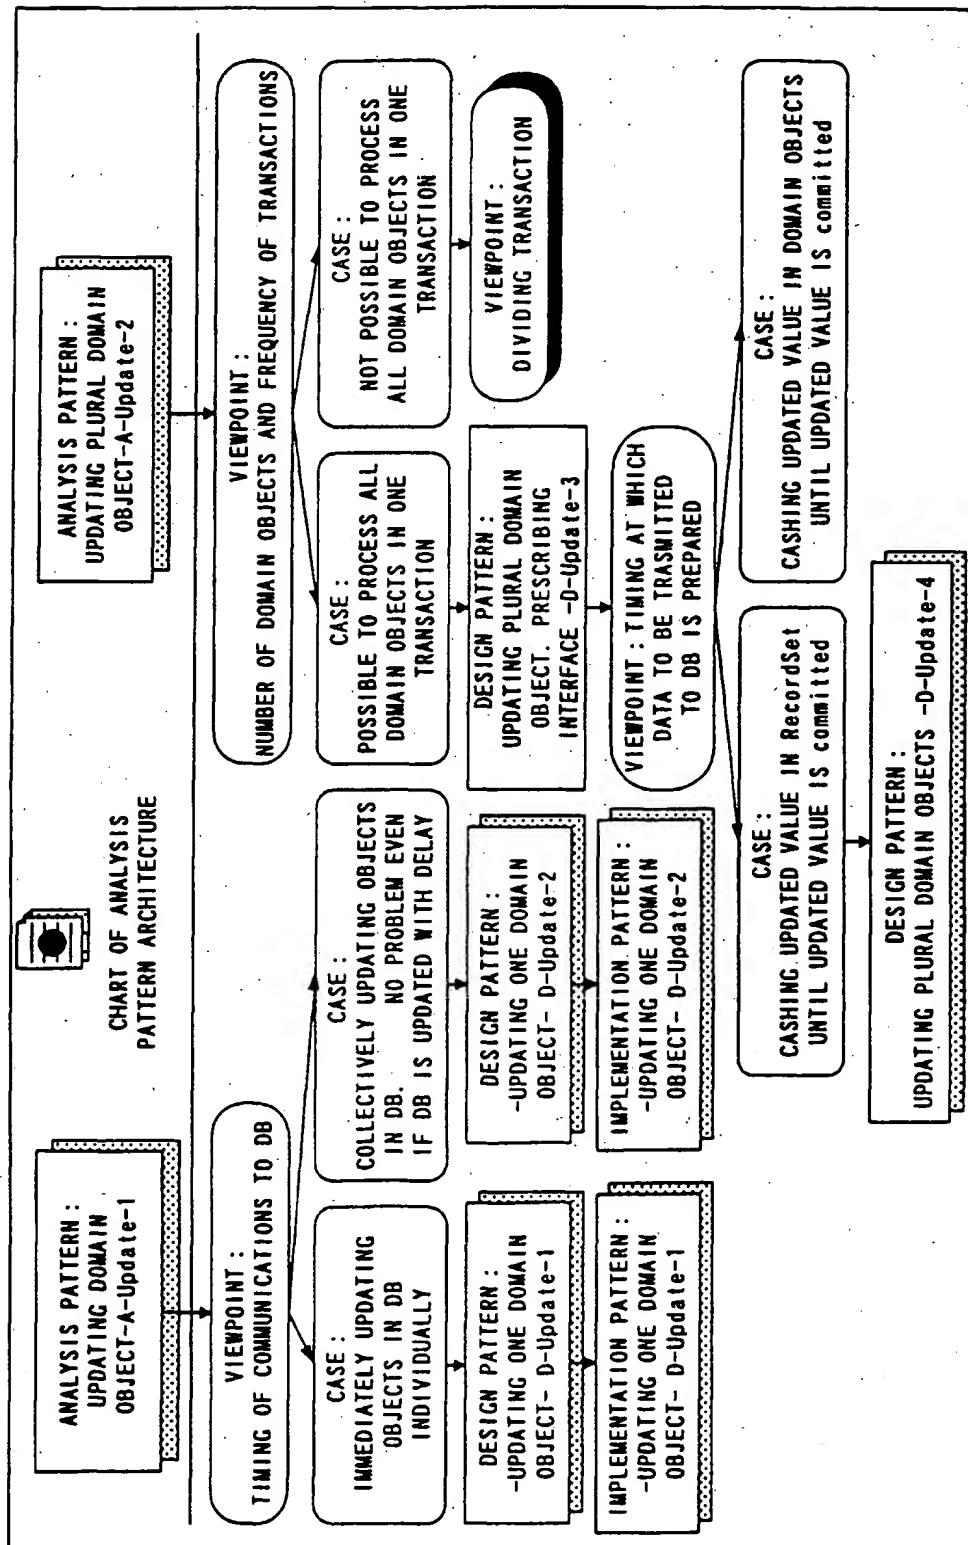 CHART OF ANALYSIS
PATTERN ARCHITECTURE
ANALYSIS PATTERN:
UPDATING DOMAIN
OBJECT-A-Update-1
ANALYSIS PATTERN:
UPDATING PLURAL DOMAIN
OBJECT-A-Update-2
VIEWPOINT:
TIMING OF COMMUNICATIONS TO DB
VIEWPOINT:
NUMBER OF DOMAIN OBJECTS AND FREQUENCY OF TRANSACTIONS
CASE:
IMMEDIATELY UPDATING
OBJECTS IN DB
INDIVIDUALLY
CASE:
COLLECTIVELY UPDATING OBJECTS
IN DB. NO PROBLEM EVEN
IF DB IS UPDATED WITH DELAY
CASE:
POSSIBLE TO PROCESS ALL
DOMAIN OBJECTS IN ONE
TRANSACTION
CASE:
NOT POSSIBLE TO PROCESS
ALL DOMAIN OBJECTS IN ONE
TRANSACTION
DESIGN PATTERN:
-UPDATING ONE DOMAIN
OBJECT- D-Update-1
DESIGN PATTERN:
-UPDATING ONE DOMAIN
OBJECT- D-Update-2
DESIGN PATTERN:
UPDATING PLURAL DOMAIN
OBJECT. PRESCRIBING
INTERFACE -D-Update-3
VIEWPOINT:
DIVIDING TRANSACTION
IMPLEMENTATION PATTERN:
-UPDATING ONE DOMAIN
OBJECT- D-Update-1
IMPLEMENTATION PATTERN:
-UPDATING ONE DOMAIN
OBJECT- D-Update-2
VIEWPOINT:TIMING AT WHICH
DATA TO BE TRASMITTED
TO DB IS PREPARED
CASE:
CASHING UPDATED VALUE IN RecordSet
UNTIL UPDATED VALUE IS committed
CASE:
CASHING UPDATED VALUE IN DOMAIN OBJECTS
UNTIL UPDATED VALUE IS committed
DESIGN PATTERN:
UPDATING PLURAL DOMAIN OBJECTS -D-Update-4